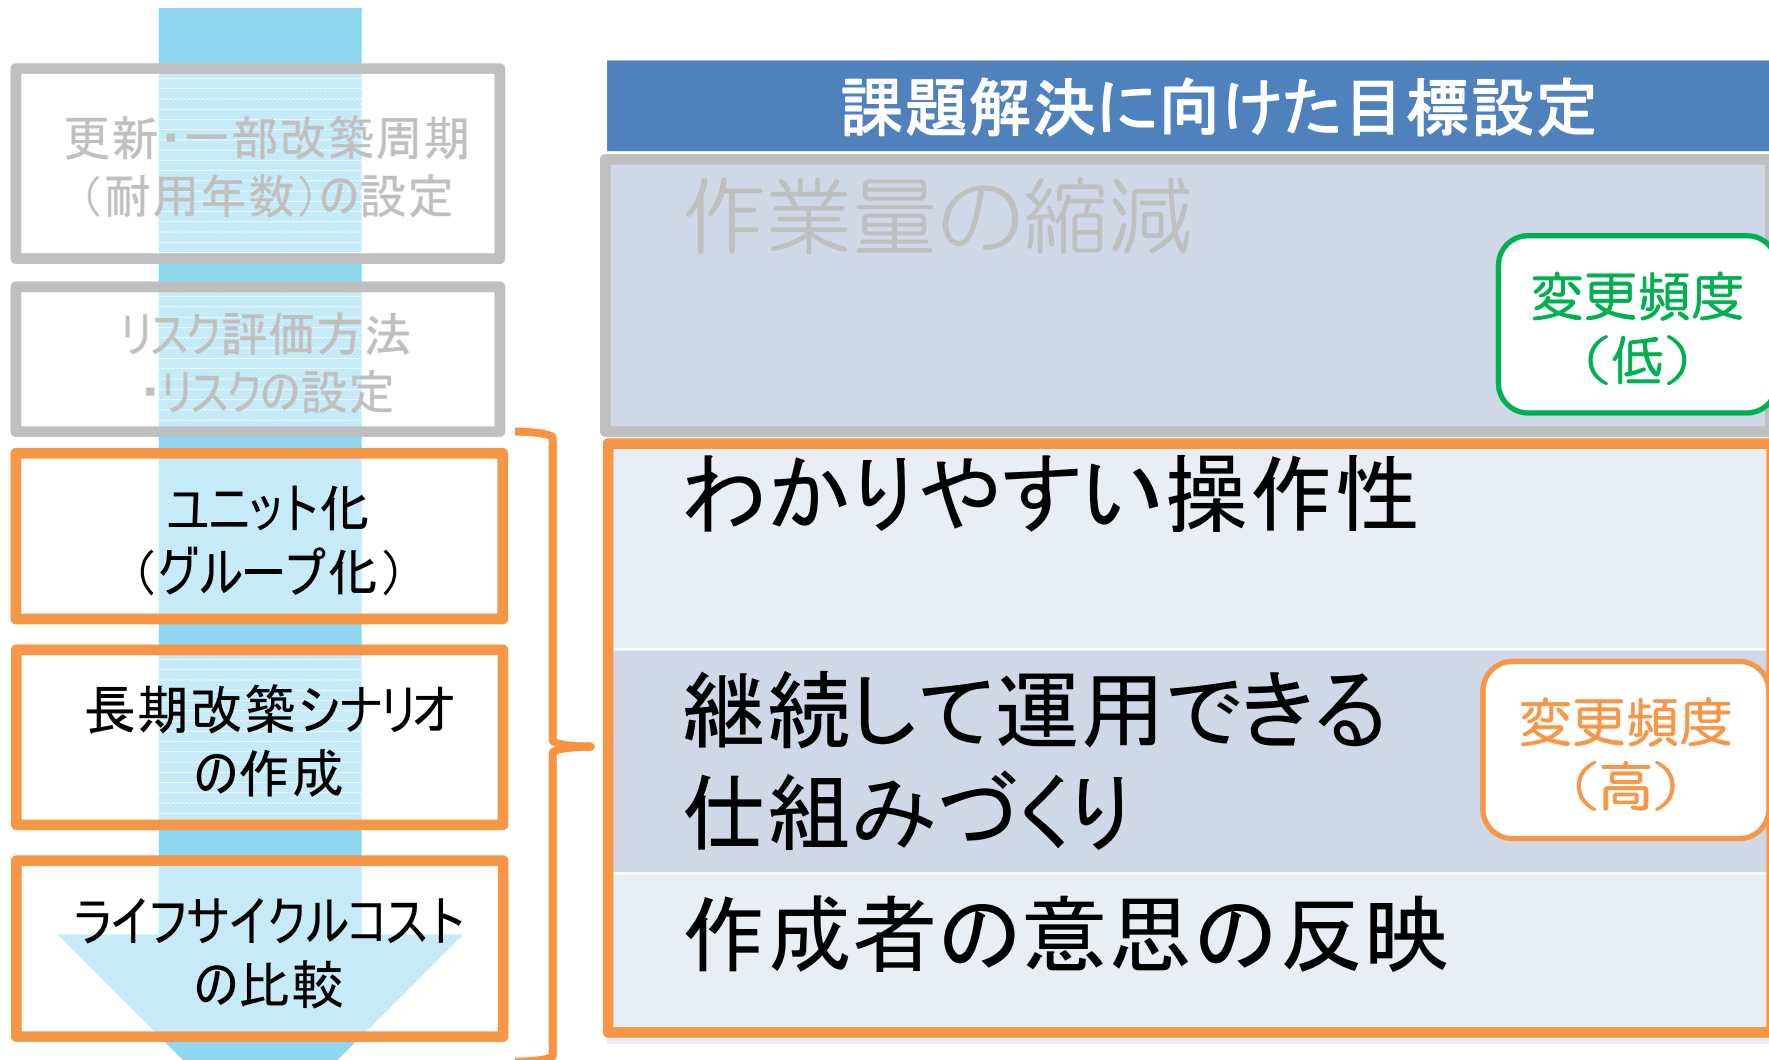 更新・一部改築周期
（耐用年数）の設定
リスク評価方法
・リスクの設定
ユニット化
（グループ化）
長期改築シナリオ
の作成
ライフサイクルコスト
の比較
課題解決に向けた目標設定
作業量の縮減
変更頻度
（低）
わかりやすい操作性
継続して運用できる
仕組みづくり
変更頻度
（高）
作成者の意思の反映